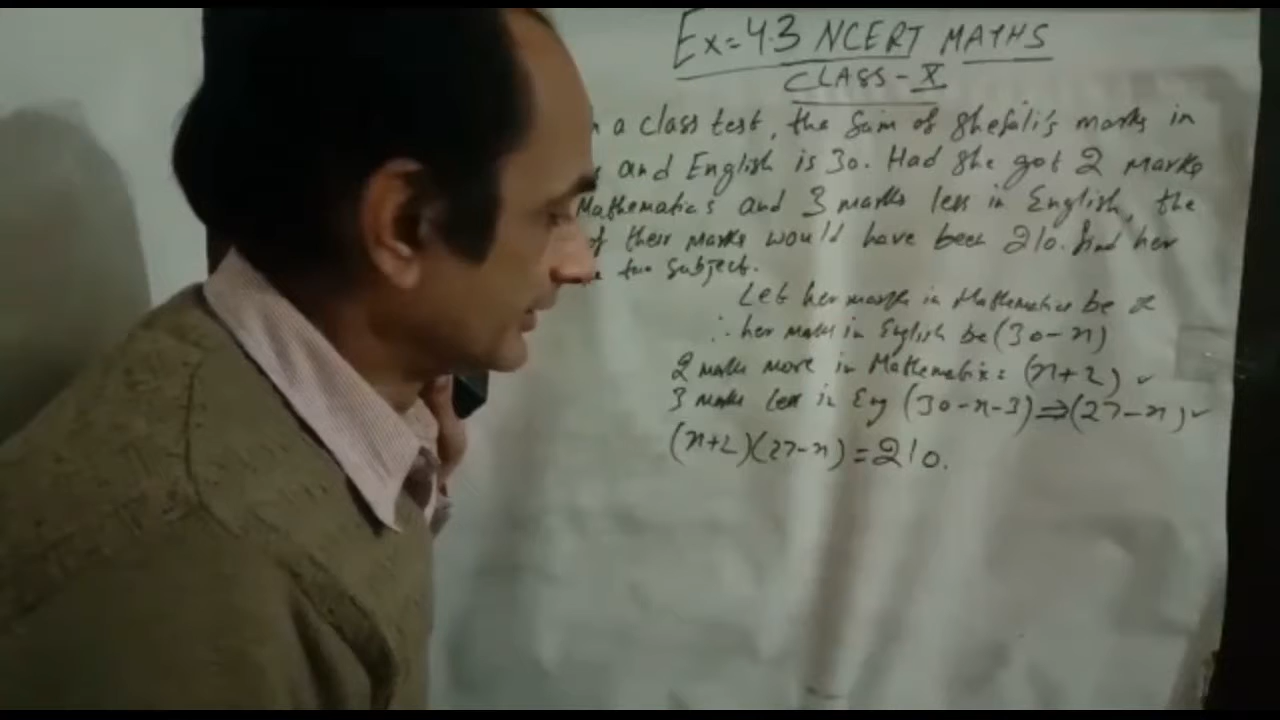 Ex=4.3 NCERT MATHS
CLASS-X
n a class test, the sum of Shefali's marks in
and English is 30. Had she got 2 marks
Mathematics and 3 marks less in English, the
of their marks would have been 210. find her
two subject.
Let her marks in Mathematics be x
∴ her marks in English be (30-x)
2 marks more in Mathematics = (x+2) ✓
3 marks less in Eng (30-x-3)⇒(27-x) ✓
(x+2)(27-x)=210.